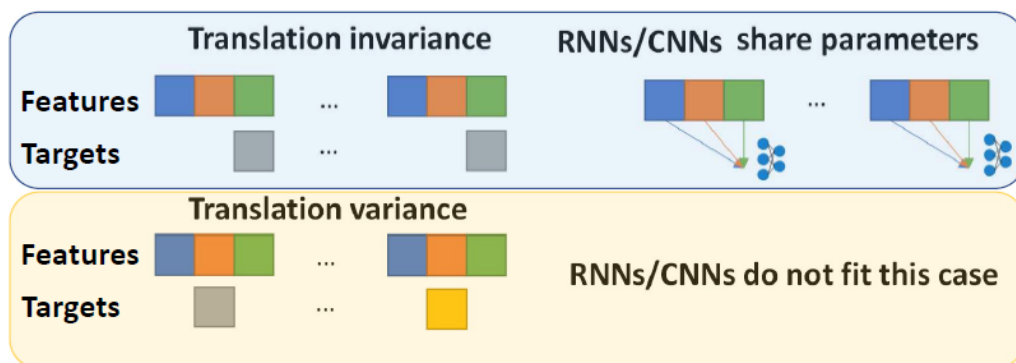 Translation invariance
RNNs/CNNs share parameters
Features
...
...
Targets
...
Translation variance
Features
...
RNNs/CNNs do not fit this case
Targets
...